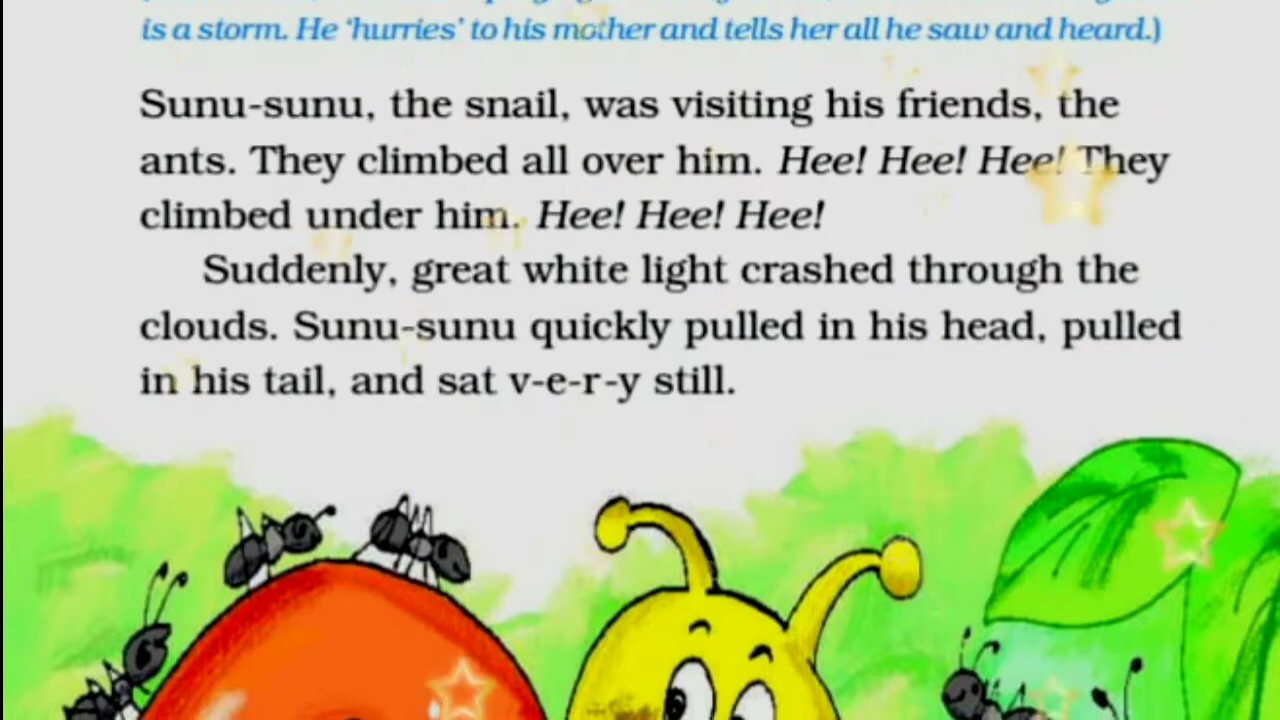 is a storm. He ‘hurries’ to his mother and tells her all he saw and heard.)
Sunu-sunu, the snail, was visiting his friends, the
ants. They climbed all over him. Hee! Hee! Hee! They
climbed under him. Hee! Hee! Hee!
Suddenly, great white light crashed through the
clouds. Sunu-sunu quickly pulled in his head, pulled
in his tail, and sat v-e-r-y still.